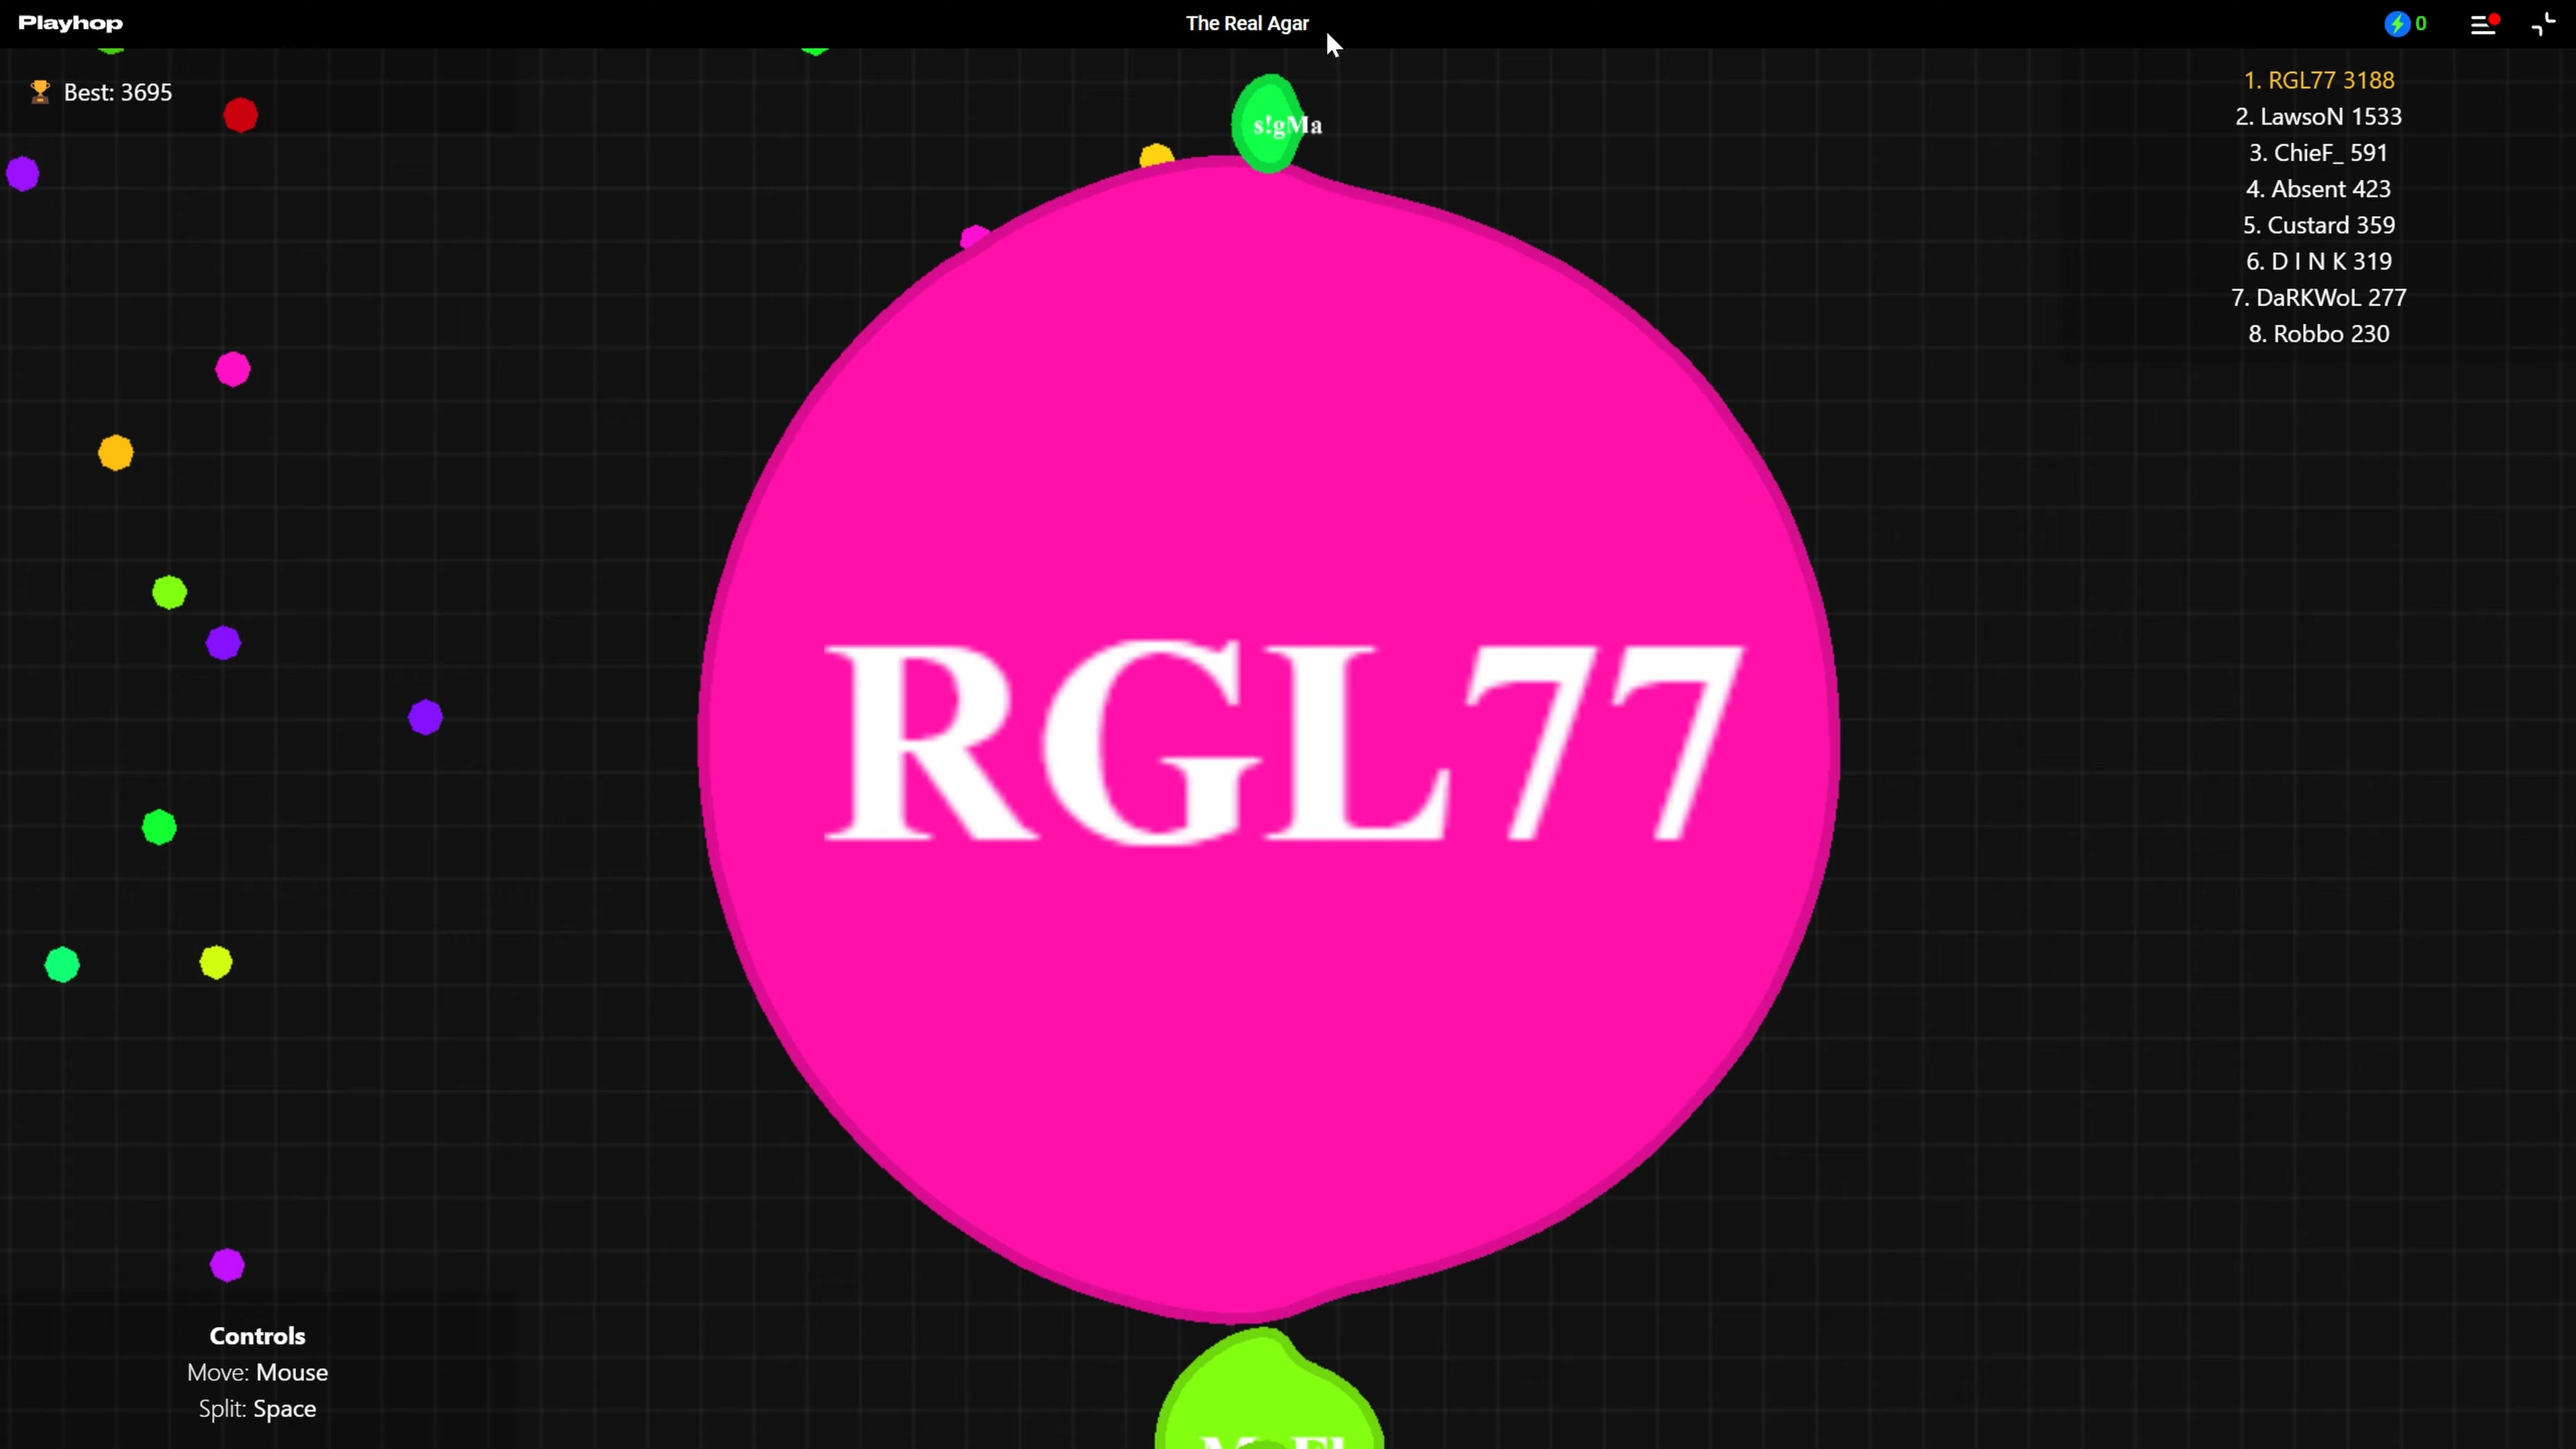 Playhop
The Real Agar
0
Best: 3695
1. RGL77 3188
2. LawsoN 1533
3. ChieF_ 591
4. Absent 423
5. Custard 359
6. D I N K 319
7. DaRKWoL 277
8. Robbo 230
s!gMa
RGL77
Controls
Move: Mouse
Split: Space